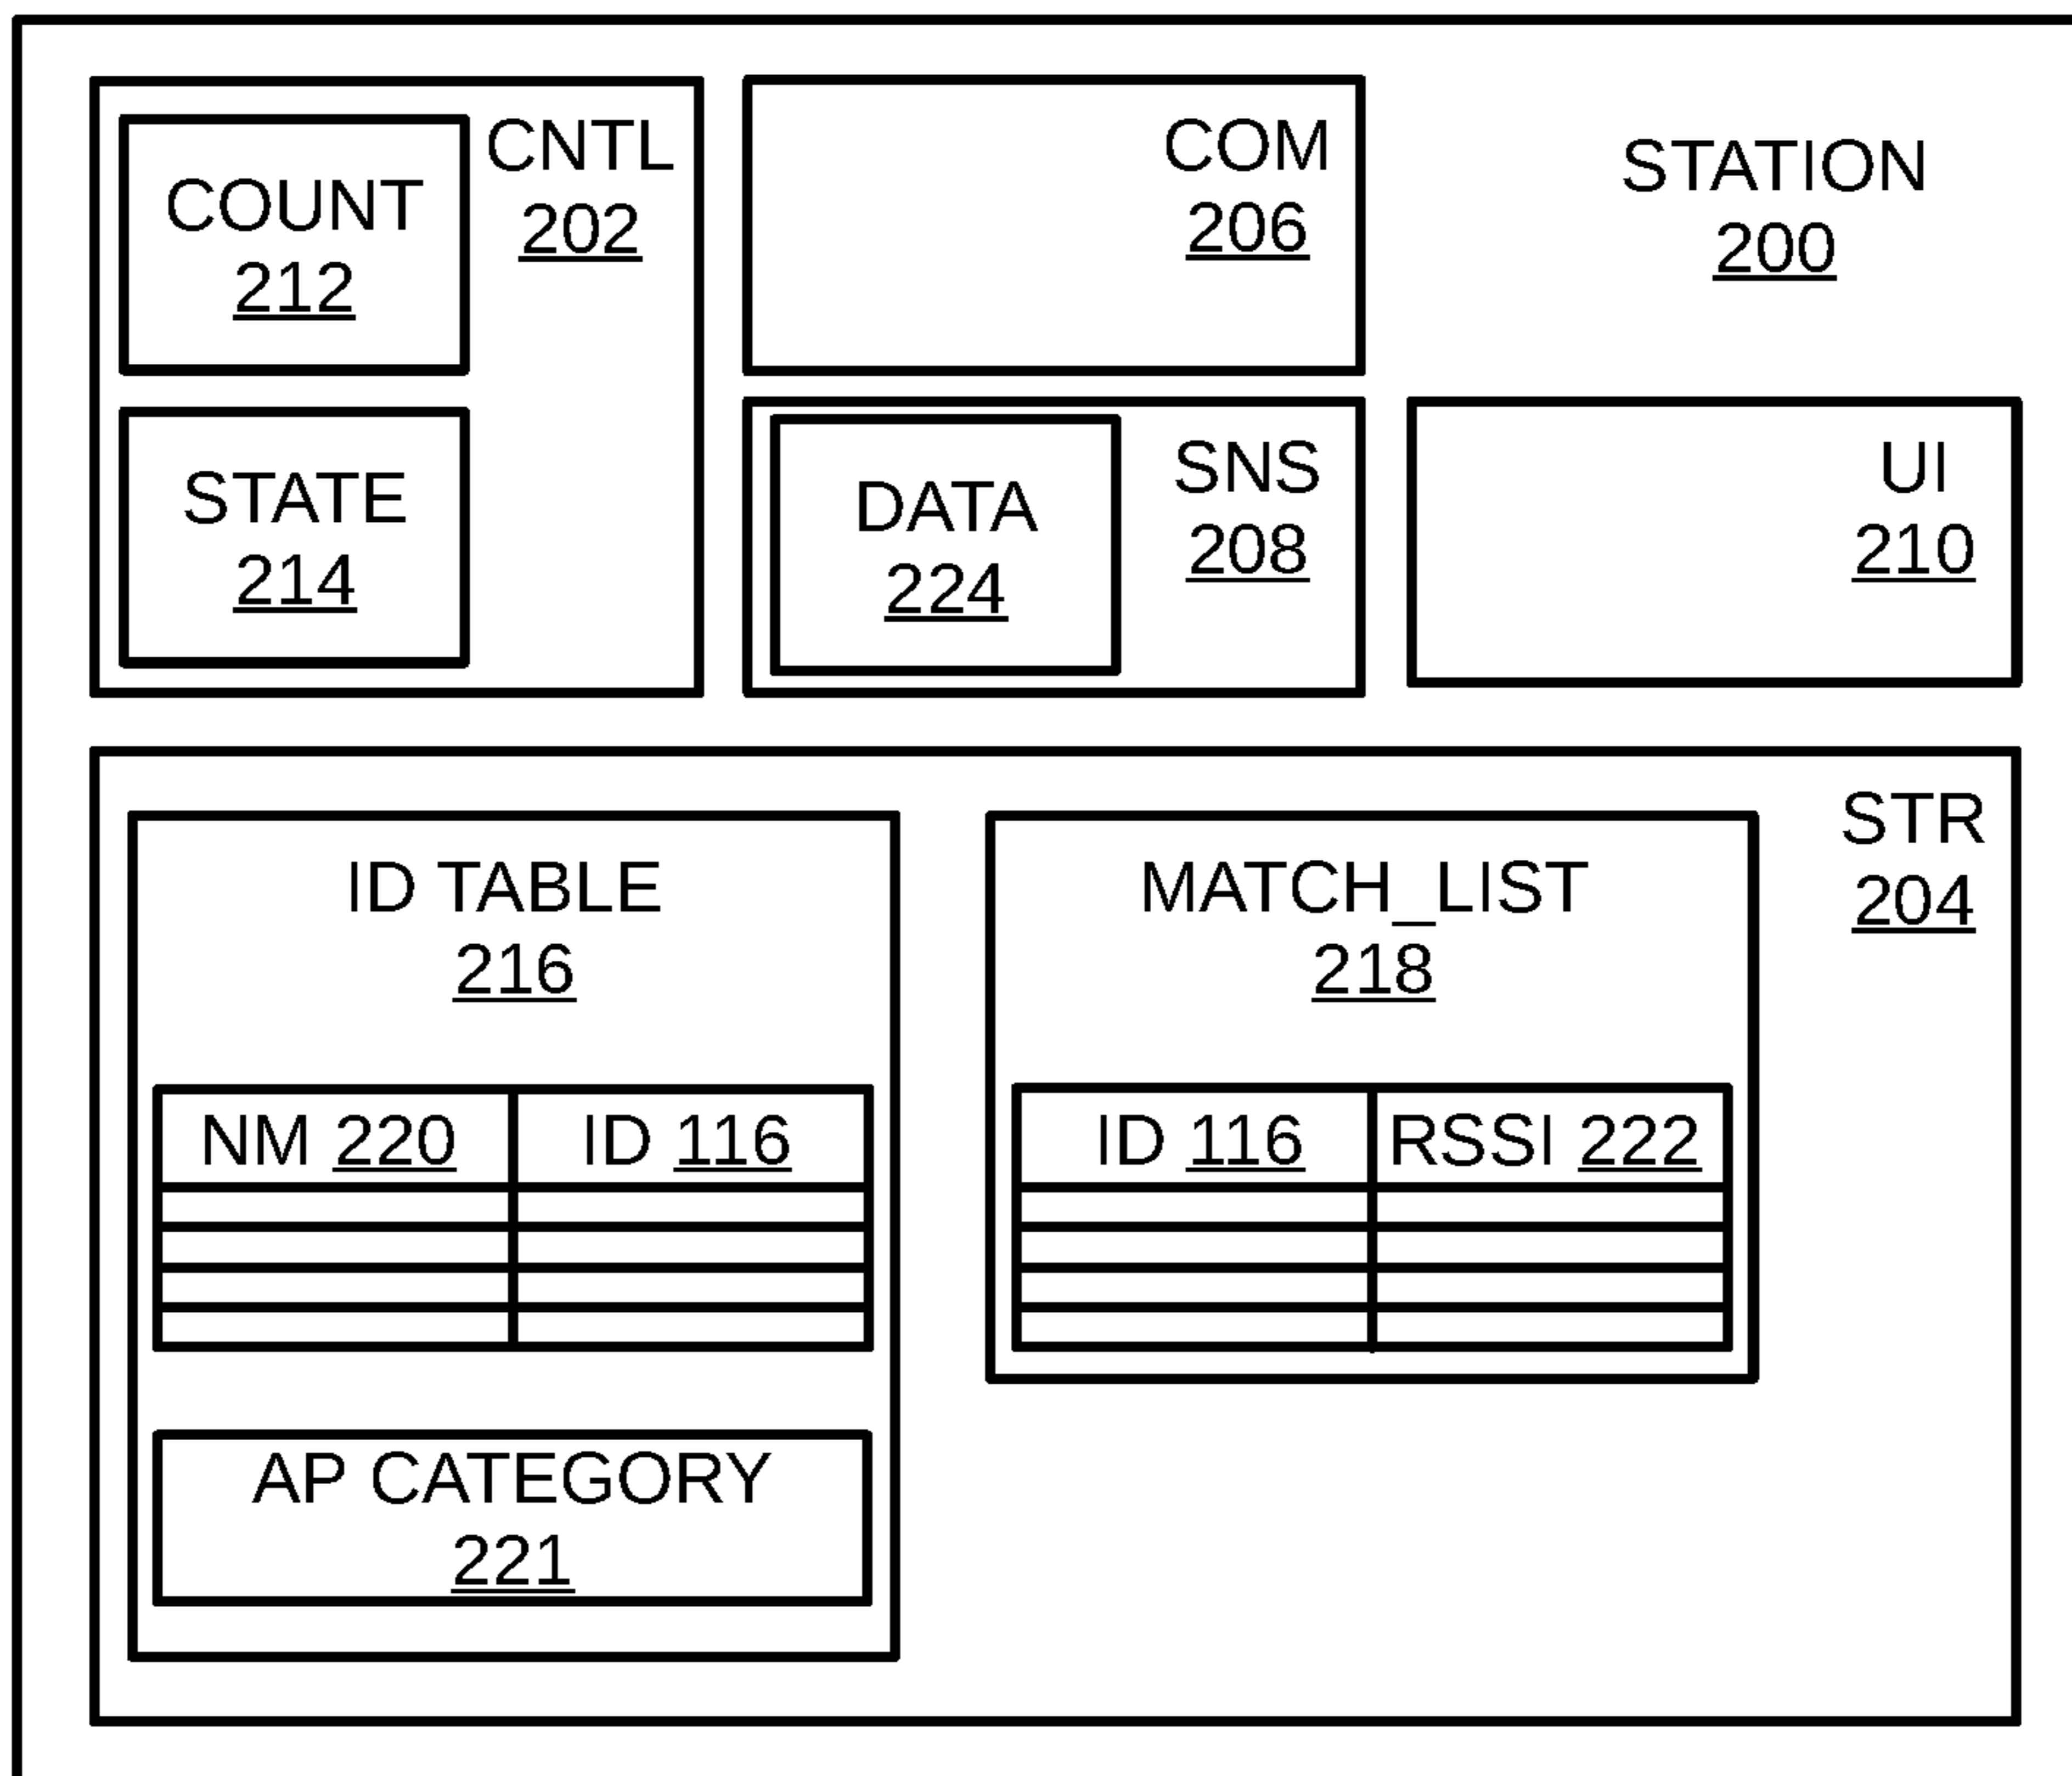 CNTL
202
COUNT
212
STATE
214
COM
206
STATION
200
SNS
208
DATA
224
UI
210
STR
204
ID TABLE
216
NM 220 ID 116
AP CATEGORY
221
MATCH_LIST
218
ID 116 RSSI 222